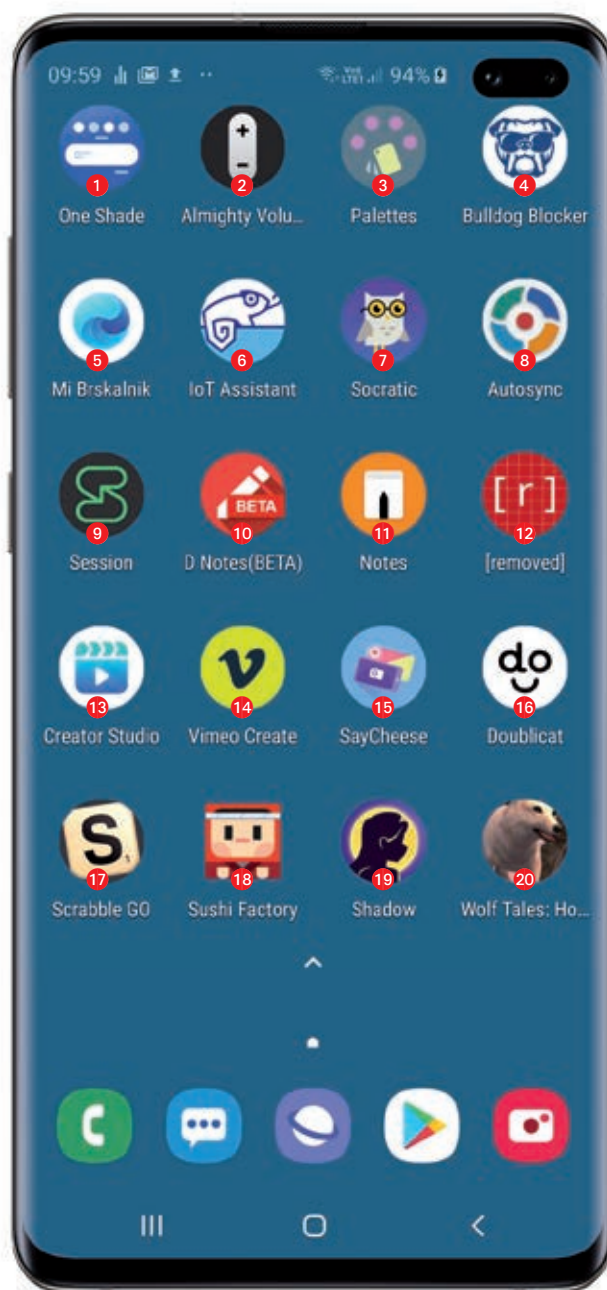 09:59 94%
1 2 3 4
One Shade Almighty Volu... Palettes Bulldog Blocker
5 6 7 8
Mi Brskalnik IoT Assistant Socratic Autosync
BETA [r]
9 10 11 12
Session D Notes(BETA) Notes [removed]
do
13 14 15 16
Creator Studio Vimeo Create SayCheese Doublicat
S
17 18 19 20
Scrabble GO Sushi Factory Shadow Wolf Tales: Ho...